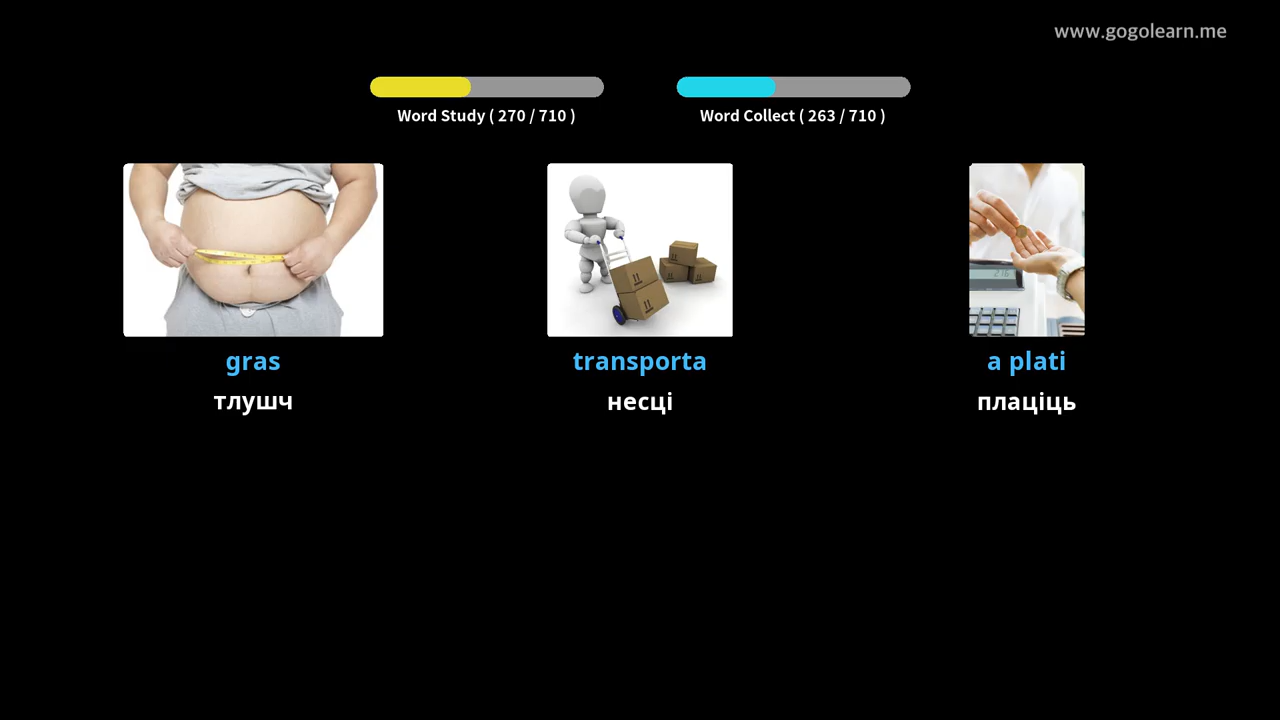 www.gogolearn.me
Word Study ( 270 / 710 )
Word Collect ( 263 / 710 )
gras
transporta
a plati
тлушч
несці
плаціць